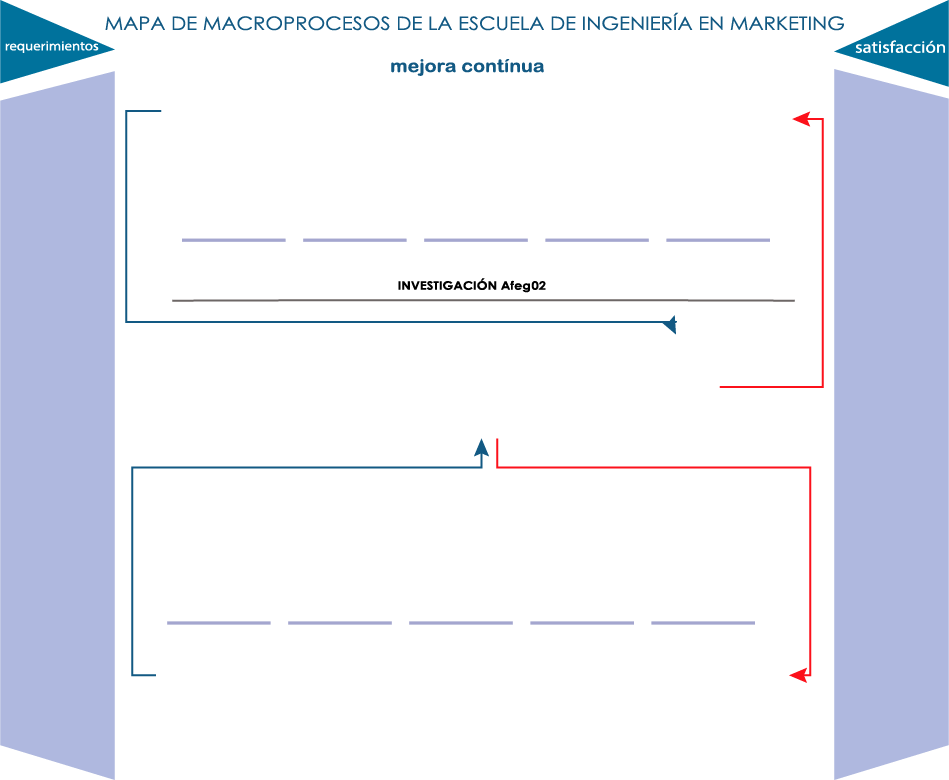 MAPA DE MACROPROCESOS DE LA ESCUELA DE INGENIERÍA EN MARKETING
requerimientos
satisfacción
mejora contínua
INVESTIGACIÓN Afeg02